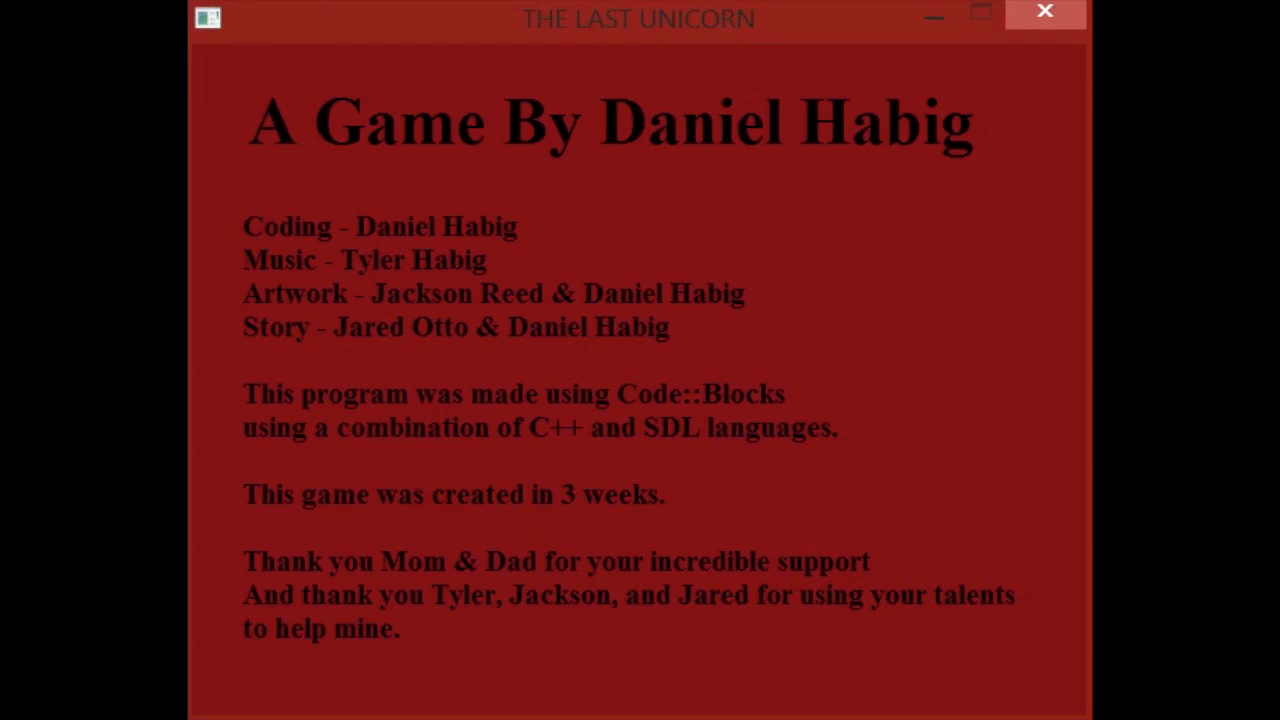 THE LAST UNICORN
A Game By Daniel Habig
Coding - Daniel Habig
Music - Tyler Habig
Artwork - Jackson Reed & Daniel Habig
Story - Jared Otto & Daniel Habig
This program was made using Code::Blocks
using a combination of C++ and SDL languages.
This game was created in 3 weeks.
Thank you Mom & Dad for your incredible support
And thank you Tyler, Jackson, and Jared for using your talents
to help mine.